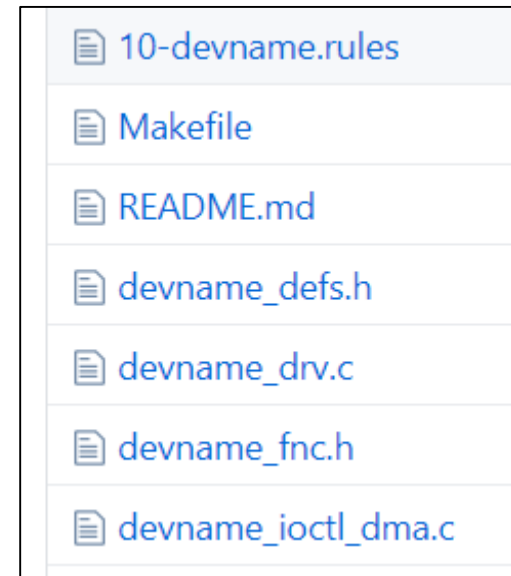 10-devname.rules
Makefile
README.md
devname_defs.h
devname_drv.c
devname_fnc.h
devname_ioctl_dma.c